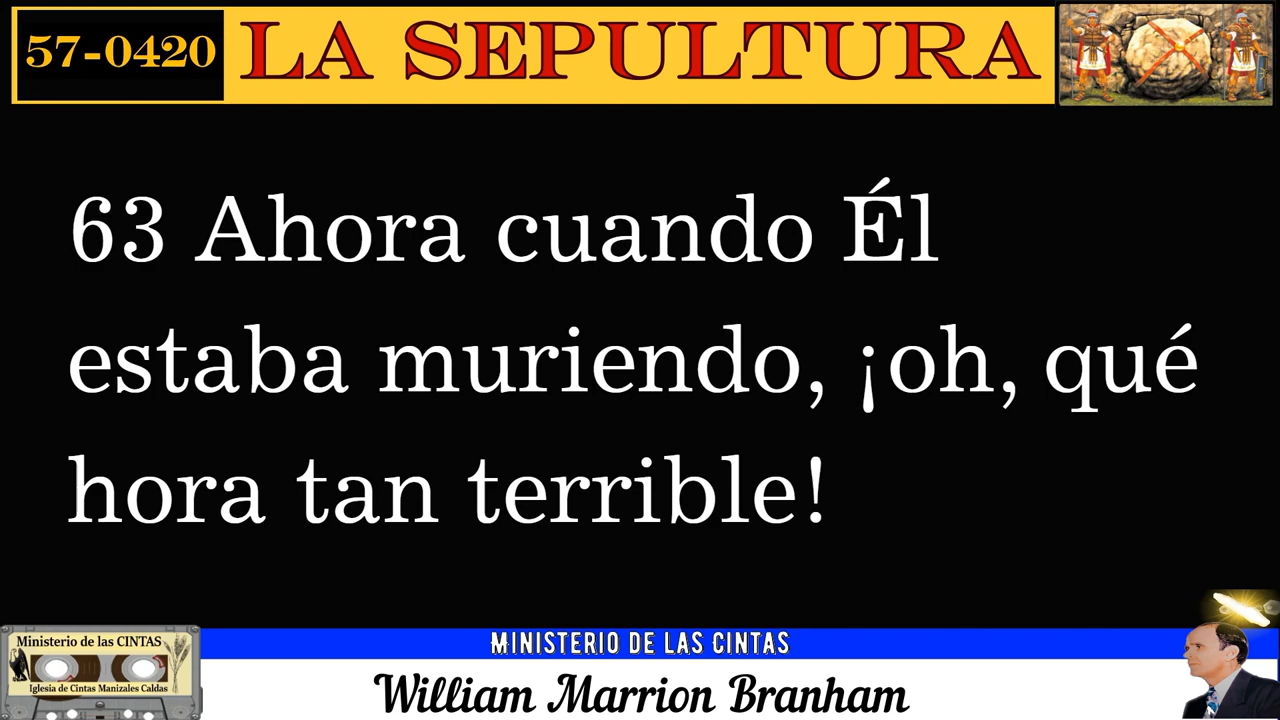 57-0420 LA SEPULTURA
63 Ahora cuando Él
estaba muriendo, ¡oh, qué
hora tan terrible!
MINISTERIO DE LAS CINTAS
Ministerio de las CINTAS
Iglesia de Cintas Manizales Caldas
William Marrion Branham